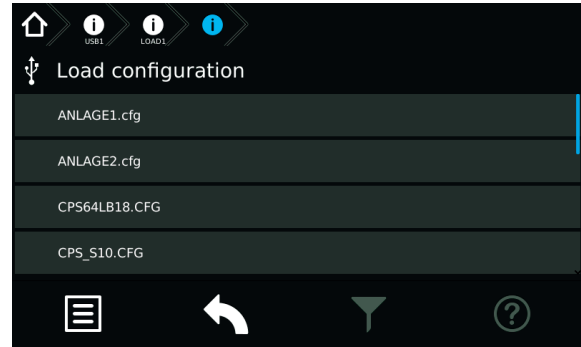 USB1 LOAD1
Load configuration
ANLAGE1.cfg
ANLAGE2.cfg
CPS64LB18.CFG
CPS_S10.CFG